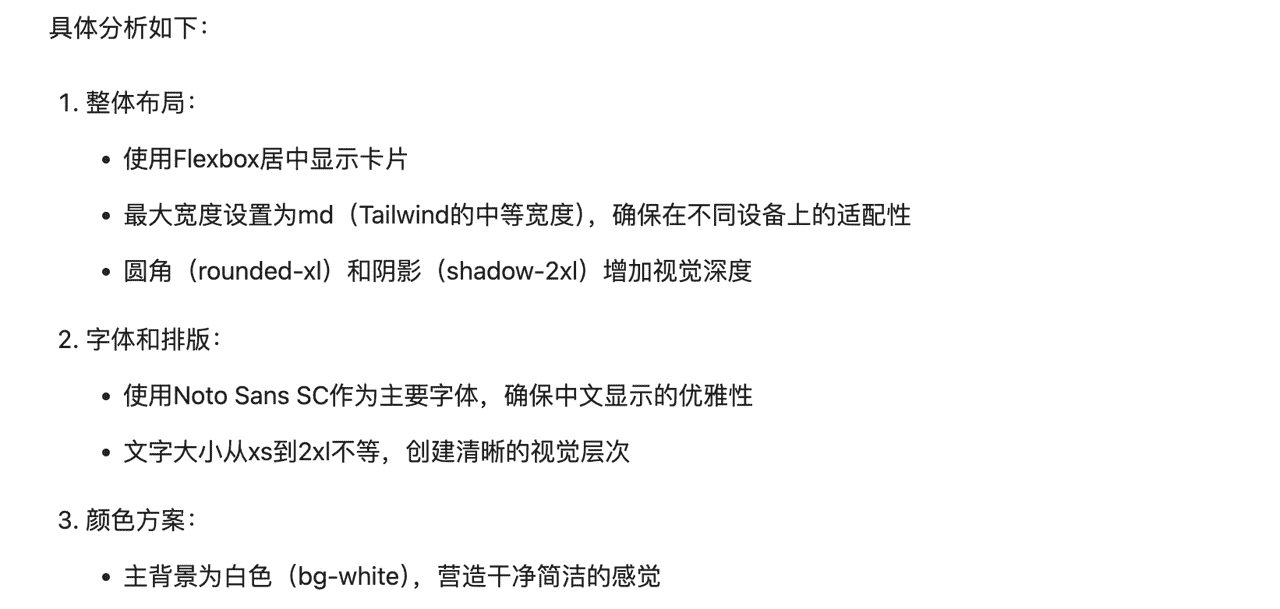 具体分析如下：
1. 整体布局：
• 使用Flexbox居中显示卡片
• 最大宽度设置为md（Tailwind的中等宽度），确保在不同设备上的适配性
• 圆角（rounded-xl）和阴影（shadow-2xl）增加视觉深度
2. 字体和排版：
• 使用Noto Sans SC作为主要字体，确保中文显示的优雅性
• 文字大小从xs到2xl不等，创建清晰的视觉层次
3. 颜色方案：
• 主背景为白色（bg-white），营造干净简洁的感觉